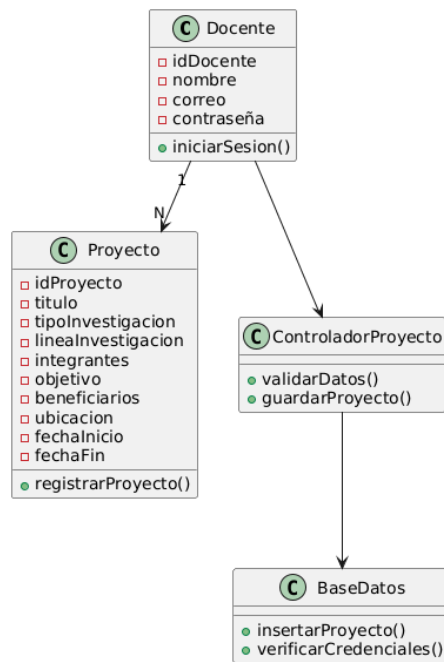 C Docente
idDocente
nombre
correo
contraseña
iniciarSesion()
1
N
C Proyecto
idProyecto
titulo
tipoInvestigacion
lineaInvestigacion
integrantes
objetivo
beneficiarios
ubicacion
fechaInicio
fechaFin
registrarProyecto()
C ControladorProyecto
validarDatos()
guardarProyecto()
C BaseDatos
insertarProyecto()
verificarCredenciales()